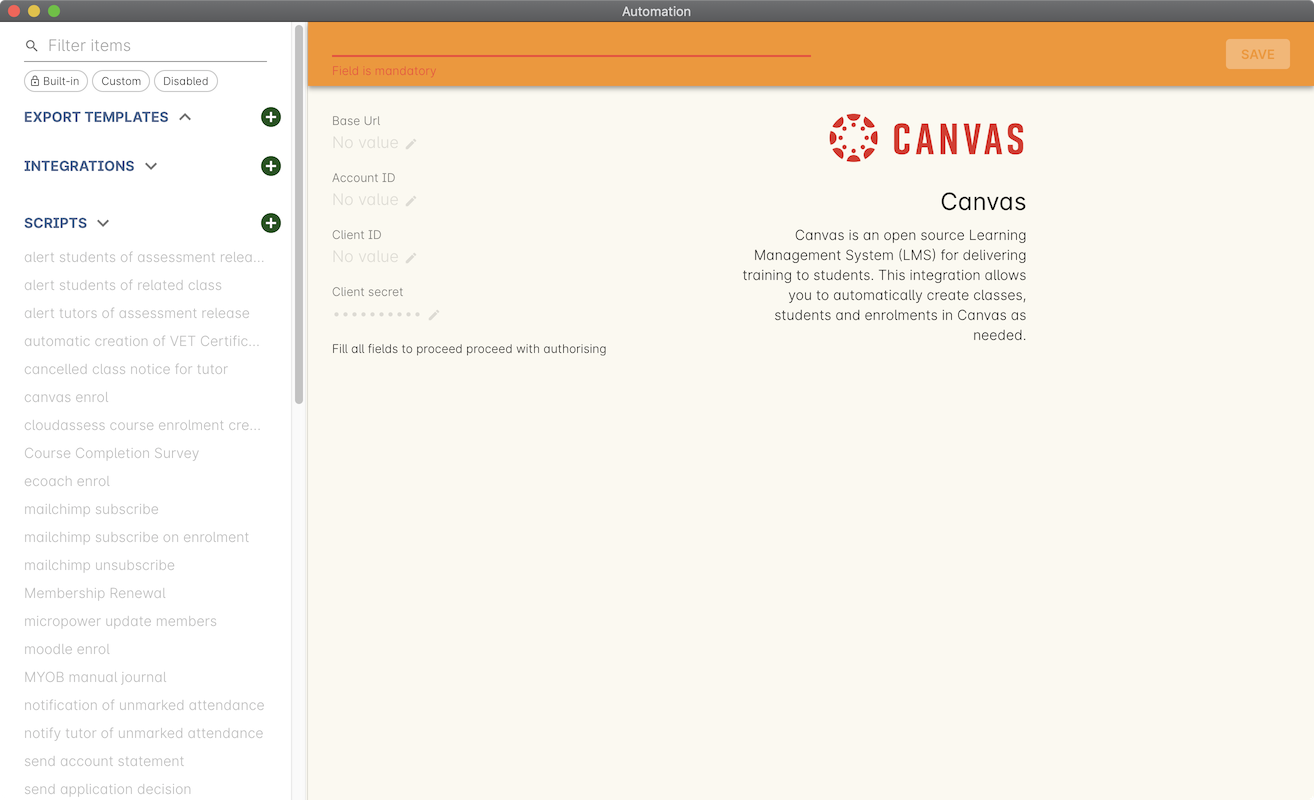 Automation
Filter items
Built-in Custom Disabled
EXPORT TEMPLATES
INTEGRATIONS
SCRIPTS
alert students of assessment relea...
alert students of related class
alert tutors of assessment release
automatic creation of VET Certific...
cancelled class notice for tutor
canvas enrol
cloudassess course enrolment cre...
Course Completion Survey
ecoach enrol
mailchimp subscribe
mailchimp subscribe on enrolment
mailchimp unsubscribe
Membership Renewal
micropower update members
moodle enrol
MYOB manual journal
notification of unmarked attendance
notify tutor of unmarked attendance
send account statement
send application decision
Field is mandatory
SAVE
Base Url
No value
Account ID
No value
Client ID
No value
Client secret
••••••••••
Fill all fields to proceed proceed with authorising
CANVAS
Canvas
Canvas is an open source Learning
Management System (LMS) for delivering
training to students. This integration allows
you to automatically create classes,
students and enrolments in Canvas as
needed.